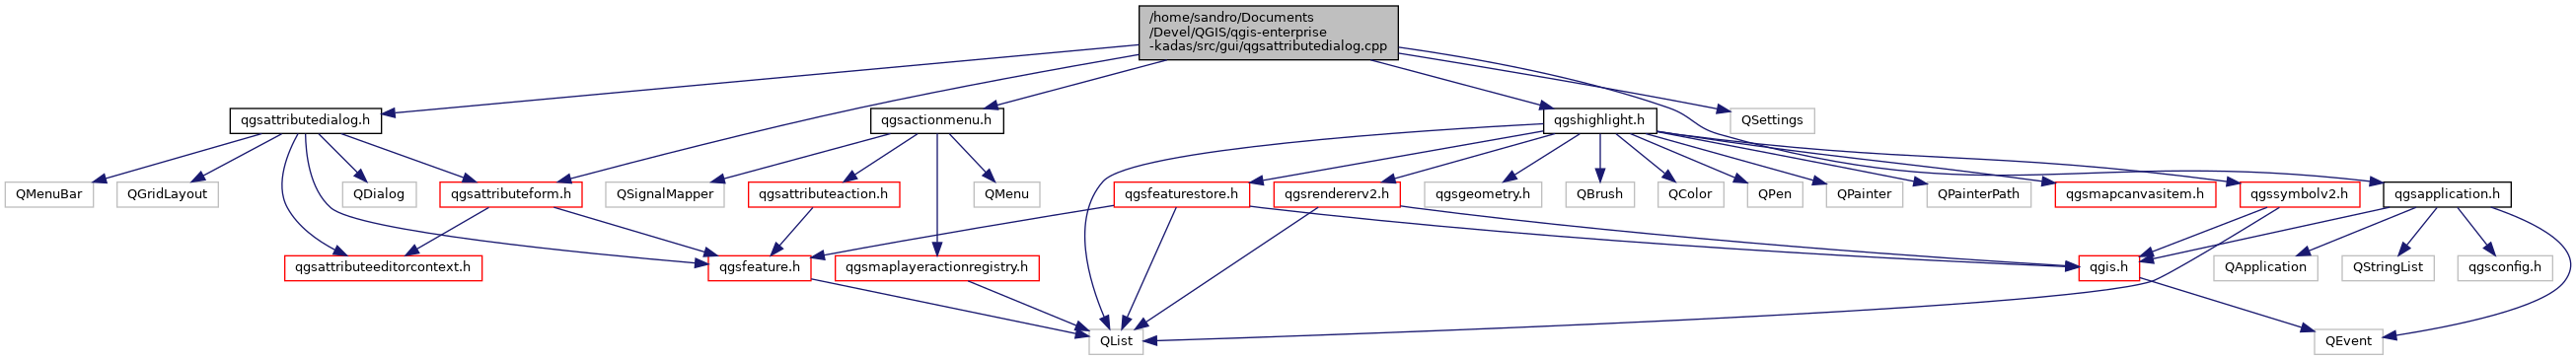 /home/sandro/Documents
/Devel/QGIS/qgis-enterprise
-kadas/src/gui/qgsattributedialog.cpp
qgsattributedialog.h
qgsactionmenu.h
qgshighlight.h
QSettings
QMenuBar
QGridLayout
QDialog
qgsattributeform.h
QSignalMapper
qgsattributeaction.h
QMenu
qgsfeaturestore.h
qgsrendererv2.h
qgsgeometry.h
QBrush
QColor
QPen
QPainter
QPainterPath
qgsmapcanvasitem.h
qgssymbolv2.h
qgsapplication.h
qgsattributeeditorcontext.h
qgsfeature.h
qgsmaplayeractionregistry.h
qgis.h
QApplication
QStringList
qgsconfig.h
QList
QEvent